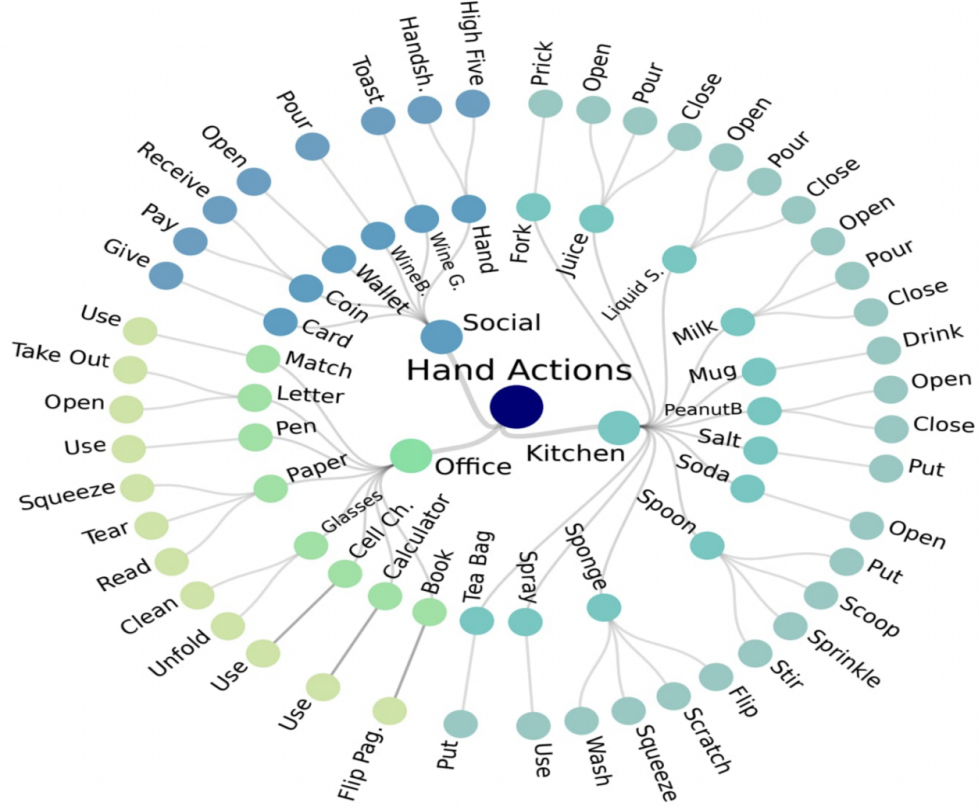 Hand Actions
Social
Card
Give
Coin
Pay
Receive
Wallet
Open
WineB.
Pour
Wine G.
Toast
Hand
Handsh.
High Five
Kitchen
Fork
Prick
Juice
Open
Pour
Close
Liquid S.
Open
Pour
Close
Milk
Open
Pour
Close
Mug
Drink
PeanutB
Open
Close
Salt
Put
Soda
Open
Spoon
Put
Scoop
Sprinkle
Stir
Sponge
Flip
Scratch
Squeeze
Wash
Spray
Use
Tea Bag
Put
Office
Book
Flip Pag.
Calculator
Use
Cell Ch.
Use
Glasses
Unfold
Clean
Paper
Read
Tear
Squeeze
Pen
Use
Letter
Open
Take Out
Match
Use